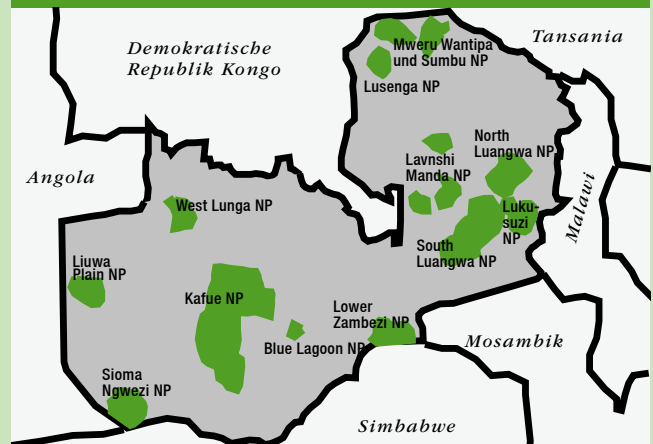 Demokratische
Republik Kongo
Tansania
Mweru Wantipa
und Sumbu NP
Lusenga NP
North
Luangwa NP
Lavnshi
Manda NP
Angola
Malawi
West Lunga NP
Luku-
suzi
NP
South
Luangwa NP
Liuwa
Plain NP
Kafue NP
Lower
Zambezi NP
Blue Lagoon NP
Mosambik
Sioma
Ngwezi NP
Simbabwe